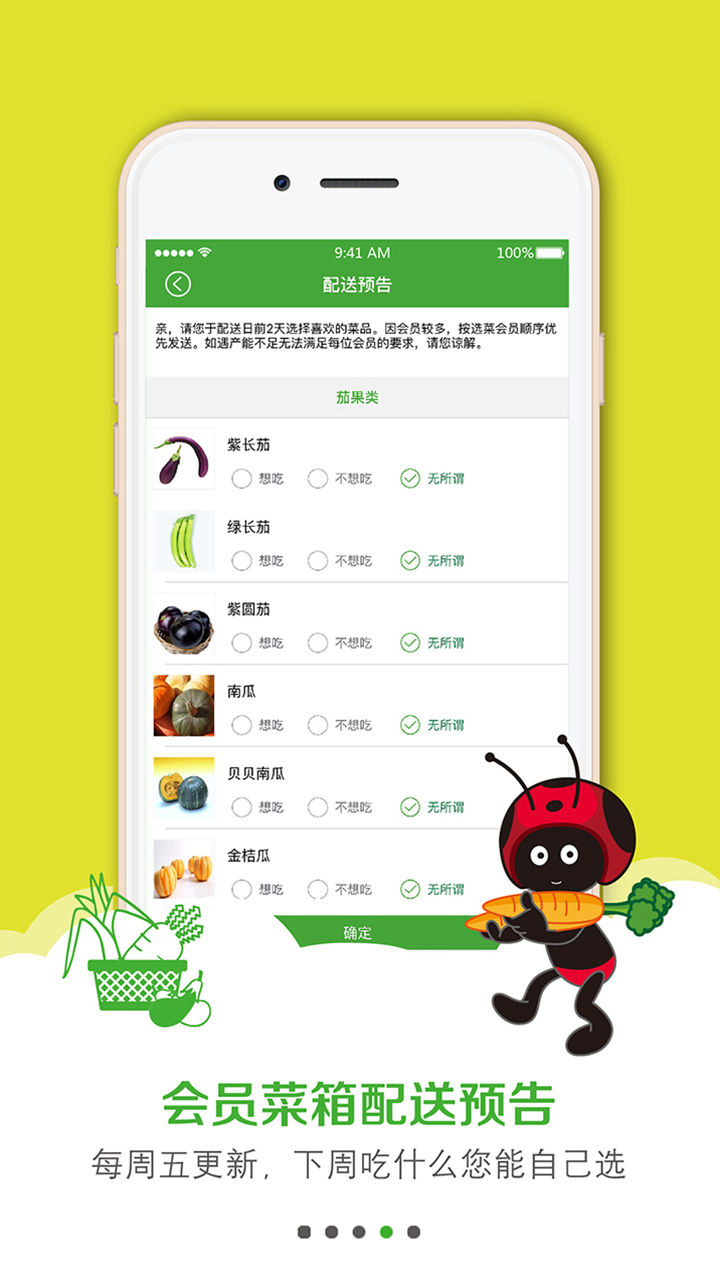 9:41 AM
100%
配送预告
亲，请您于配送日前2天选择喜欢的菜品。因会员较多，按选菜会员顺序优
先发送。如遇产能不足无法满足每位会员的要求，请您谅解。
茄果类
紫长茄
想吃 不想吃 无所谓
绿长茄
想吃 不想吃 无所谓
紫圆茄
想吃 不想吃 无所谓
南瓜
想吃 不想吃 无所谓
贝贝南瓜
想吃 不想吃 无所谓
金桔瓜
想吃 不想吃 无所谓
确定
会员菜箱配送预告
每周五更新，下周吃什么您能自己选